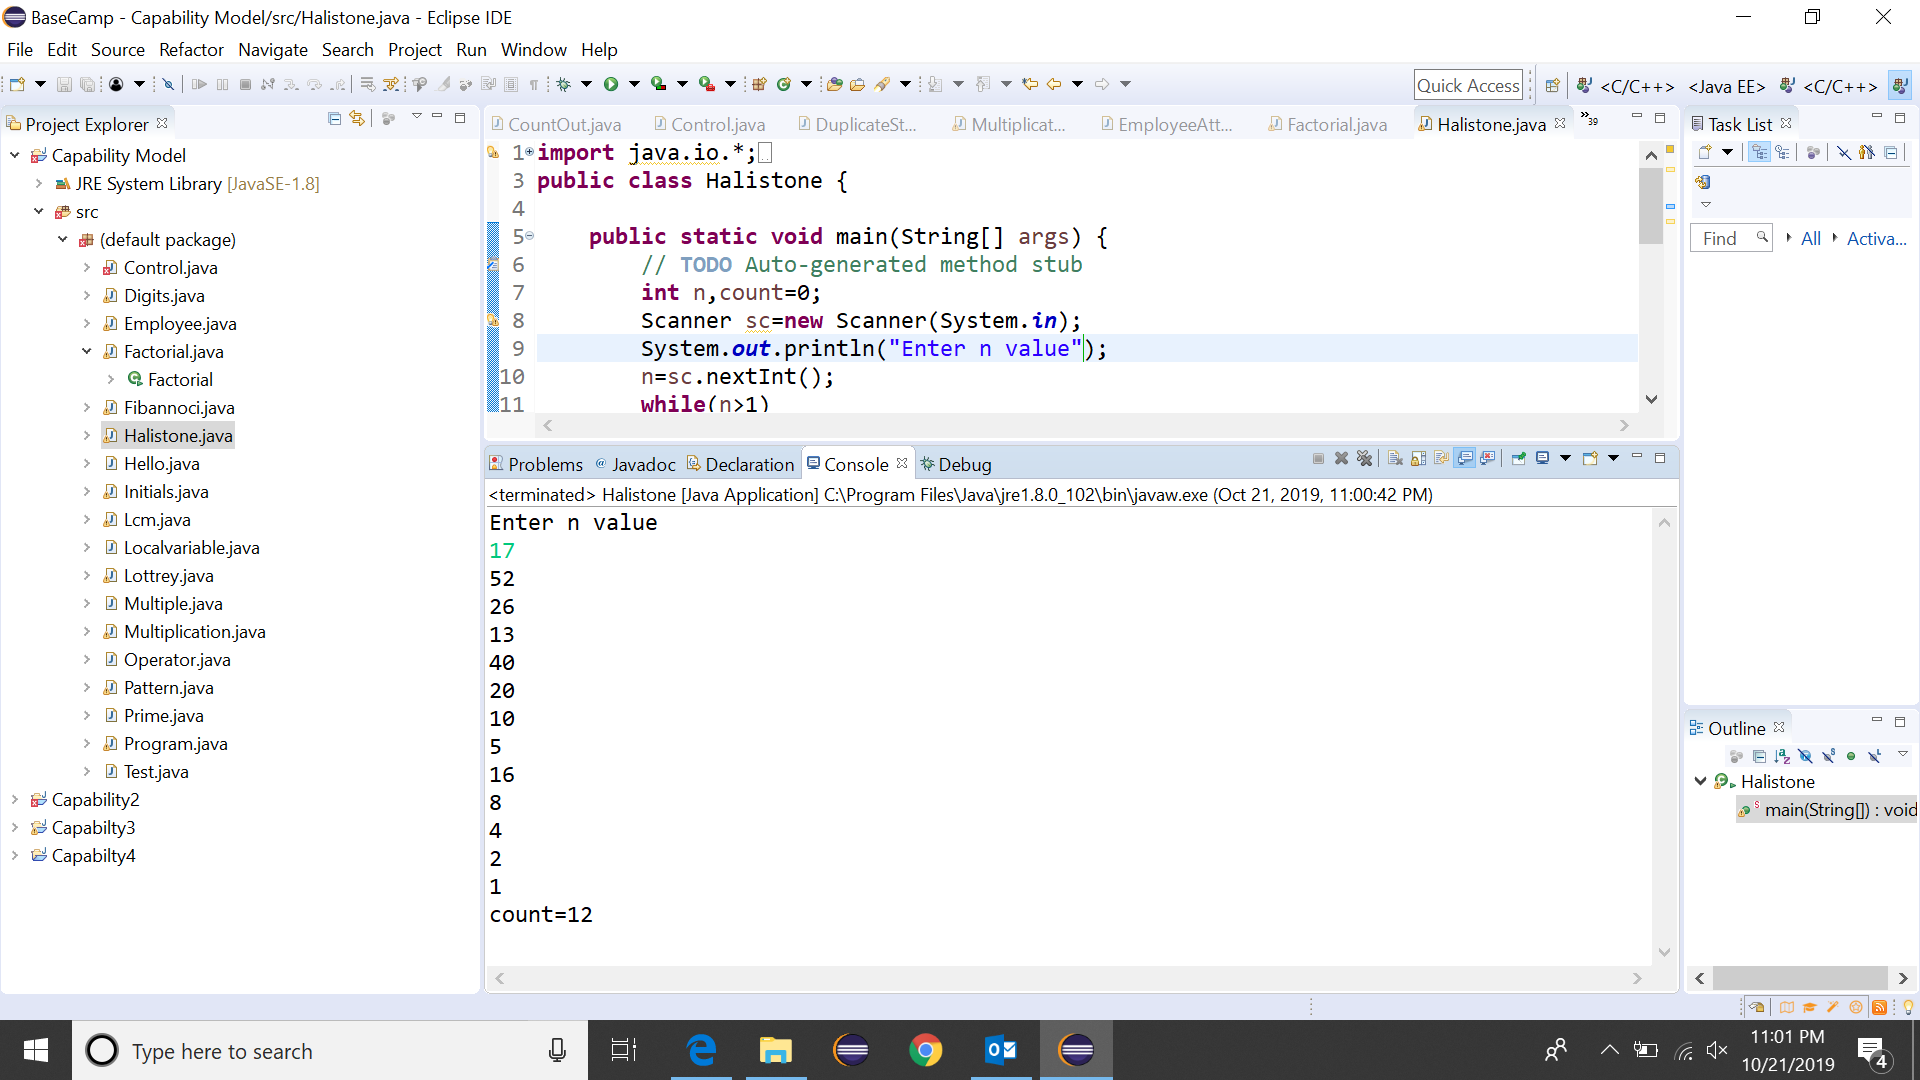 BaseCamp - Capability Model/src/Halistone.java - Eclipse IDE
File Edit Source Refactor Navigate Search Project Run Window Help
Quick Access <C/C++> <Java EE> <C/C++>
Project Explorer
Capability Model
JRE System Library [JavaSE-1.8]
src
(default package)
Control.java
Digits.java
Employee.java
Factorial.java
Factorial
Fibannoci.java
Halistone.java
Hello.java
Initials.java
Lcm.java
Localvariable.java
Lottrey.java
Multiple.java
Multiplication.java
Operator.java
Pattern.java
Prime.java
Program.java
Test.java
Capability2
Capabilty3
Capabilty4
CountOut.java Control.java DuplicateSt... Multiplicat... EmployeeAtt... Factorial.java Halistone.java »39
1 import java.io.*;
3 public class Halistone {
4
5 public static void main(String[] args) {
6 // TODO Auto-generated method stub
7 int n,count=0;
8 Scanner sc=new Scanner(System.in);
9 System.out.println("Enter n value");
10 n=sc.nextInt();
11 while(n>1)
Problems @ Javadoc Declaration Console Debug
<terminated> Halistone [Java Application] C:\Program Files\Java\jre1.8.0_102\bin\javaw.exe (Oct 21, 2019, 11:00:42 PM)
Enter n value
17
52
26
13
40
20
10
5
16
8
4
2
1
count=12
Task List
Find All Activa...
Outline
Halistone
main(String[]) : void
Type here to search
11:01 PM
10/21/2019
4